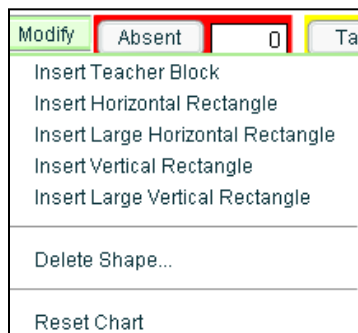 Modify Absent 0 Ta
Insert Teacher Block
Insert Horizontal Rectangle
Insert Large Horizontal Rectangle
Insert Vertical Rectangle
Insert Large Vertical Rectangle
Delete Shape...
Reset Chart